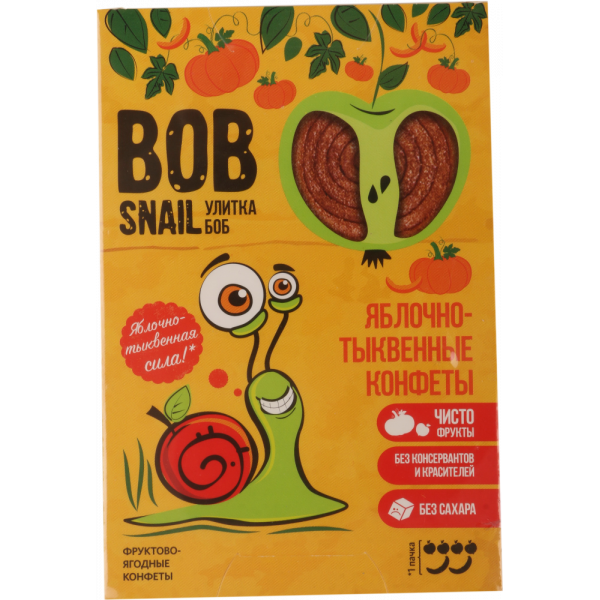 BOB
SNAIL УЛИТКА
БОБ
Яблочно-
тыквенная
сила!*
ЯБЛОЧНО-
ТЫКВЕННЫЕ
КОНФЕТЫ
ЧИСТО
ФРУКТЫ
БЕЗ КОНСЕРВАНТОВ
И КРАСИТЕЛЕЙ
БЕЗ САХАРА
ФРУКТОВО-
ЯГОДНЫЕ
КОНФЕТЫ
*1 пачка